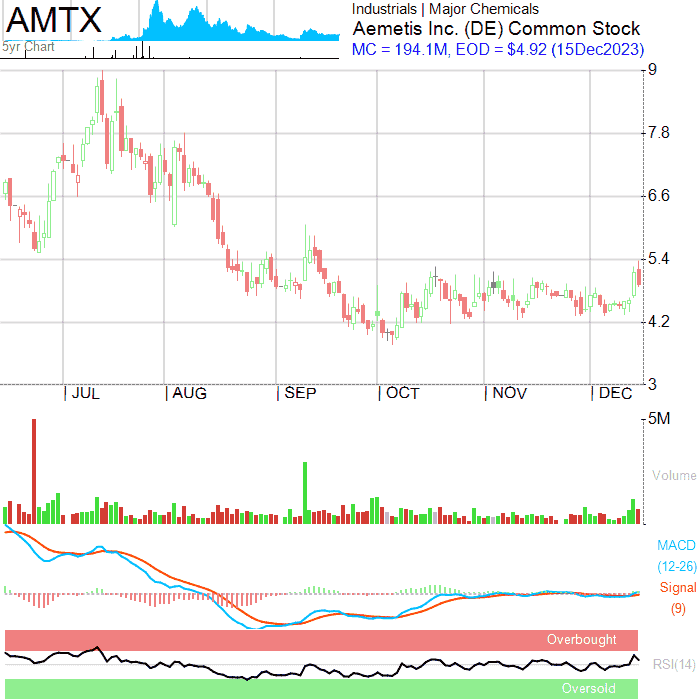 AMTX
5yr Chart
Industrials | Major Chemicals
Aemetis Inc. (DE) Common Stock
MC = 194.1M, EOD = $4.92 (15Dec2023)
9
7.8
6.6
5.4
4.2
3
JUL
AUG
SEP
OCT
NOV
DEC
5M
Volume
MACD
(12-26)
Signal
(9)
Overbought
RSI(14)
Oversold